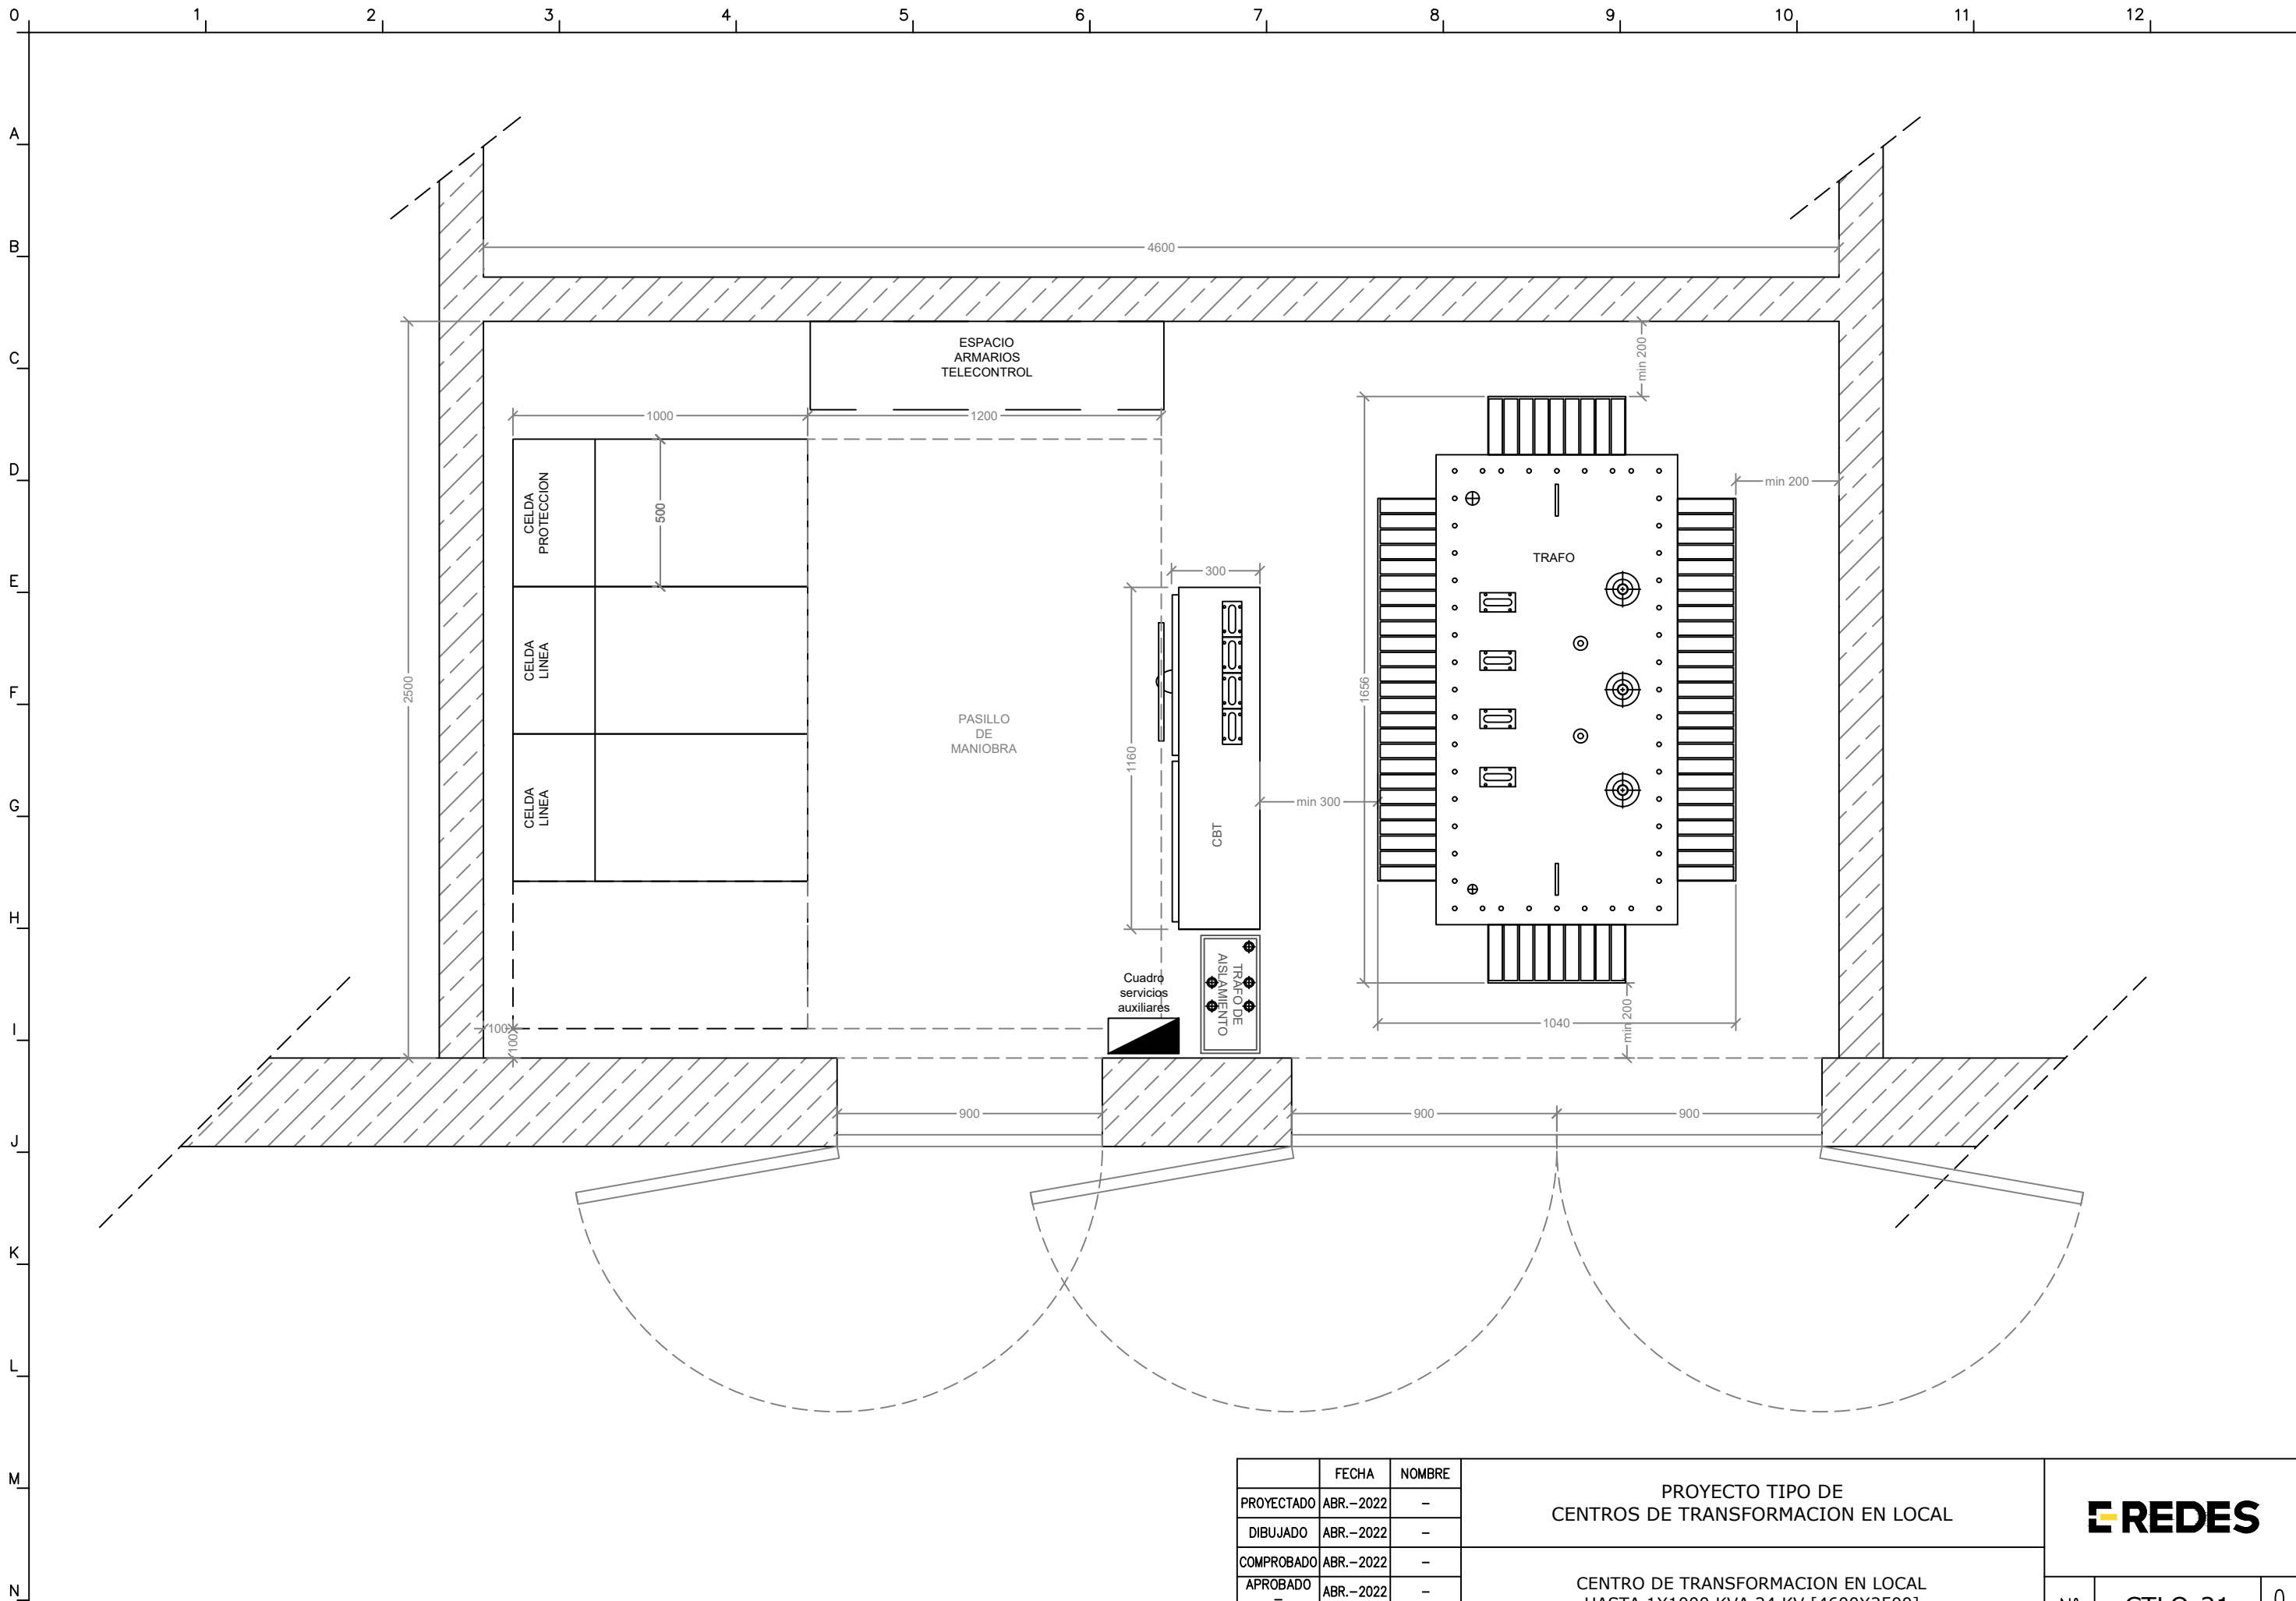 0 1 2 3 4 5 6 7 8 9 10 11 12
A
B
4600
C
ESPACIO
ARMARIOS
TELECONTROL
min 200
1000
1200
D
CELDA
PROTECCION
500
min 200
E
300
TRAFO
CELDA
LINEA
F
2500
1656
PASILLO
DE
MANIOBRA
1160
G
CELDA
LINEA
min 300
CBT
H
TRAFO DE
AISLAMIENTO
Cuadro
servicios
auxiliares
I
100
100
1040
min 200
J
900
900
900
K
L
M
FECHA NOMBRE
PROYECTADO ABR.-2022 -
DIBUJADO ABR.-2022 -
COMPROBADO ABR.-2022 -
APROBADO ABR.-2022 -
-
PROYECTO TIPO DE
CENTROS DE TRANSFORMACION EN LOCAL
E-REDES
N
CENTRO DE TRANSFORMACION EN LOCAL